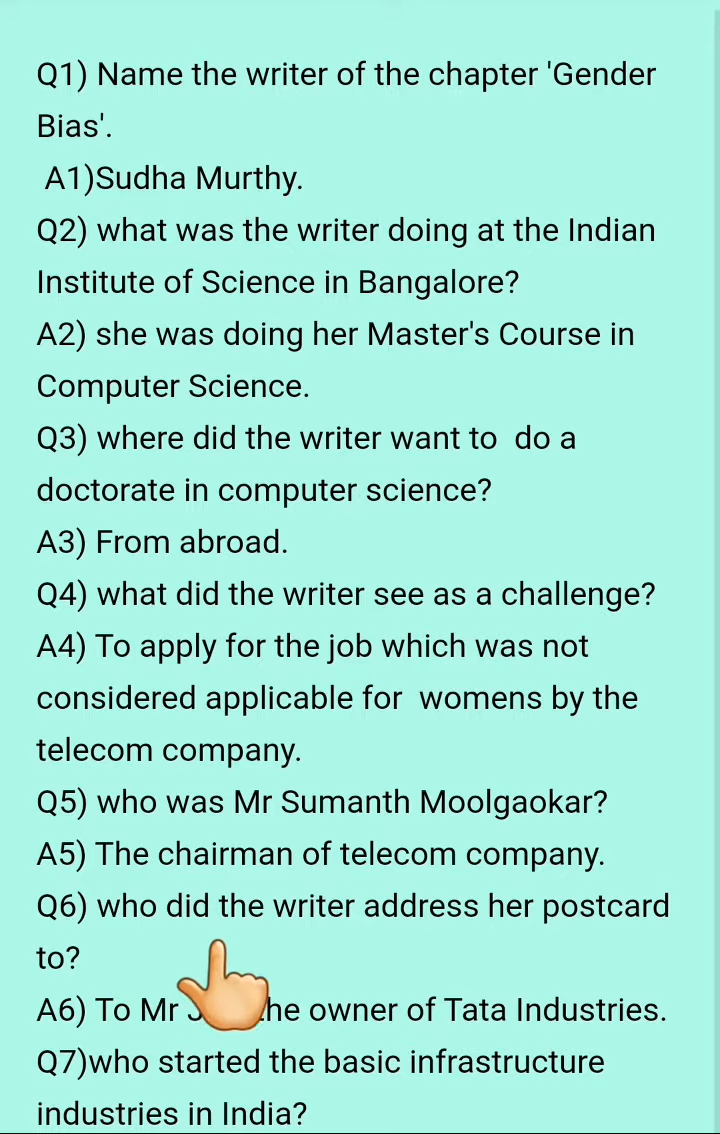 Q1) Name the writer of the chapter 'Gender
Bias'.
A1)Sudha Murthy.
Q2) what was the writer doing at the Indian
Institute of Science in Bangalore?
A2) she was doing her Master's Course in
Computer Science.
Q3) where did the writer want to  do a
doctorate in computer science?
A3) From abroad.
Q4) what did the writer see as a challenge?
A4) To apply for the job which was not
considered applicable for  womens by the
telecom company.
Q5) who was Mr Sumanth Moolgaokar?
A5) The chairman of telecom company.
Q6) who did the writer address her postcard
to?
A6) To Mr owner of Tata Industries.
Q7)who started the basic infrastructure
industries in India?